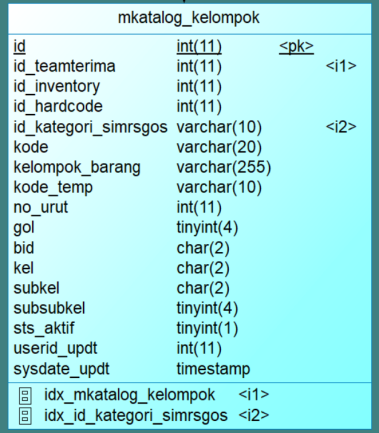 mkatalog_kelompok
id int(11) <pk>
id_teamterima int(11) <i1>
id_inventory int(11)
id_hardcode int(11)
id_kategori_simrsgos varchar(10) <i2>
kode varchar(20)
kelompok_barang varchar(255)
kode_temp varchar(10)
no_urut int(11)
gol tinyint(4)
bid char(2)
kel char(2)
subkel char(2)
subsubkel tinyint(4)
sts_aktif tinyint(1)
userid_updt int(11)
sysdate_updt timestamp
idx_mkatalog_kelompok <i1>
idx_id_kategori_simrsgos <i2>